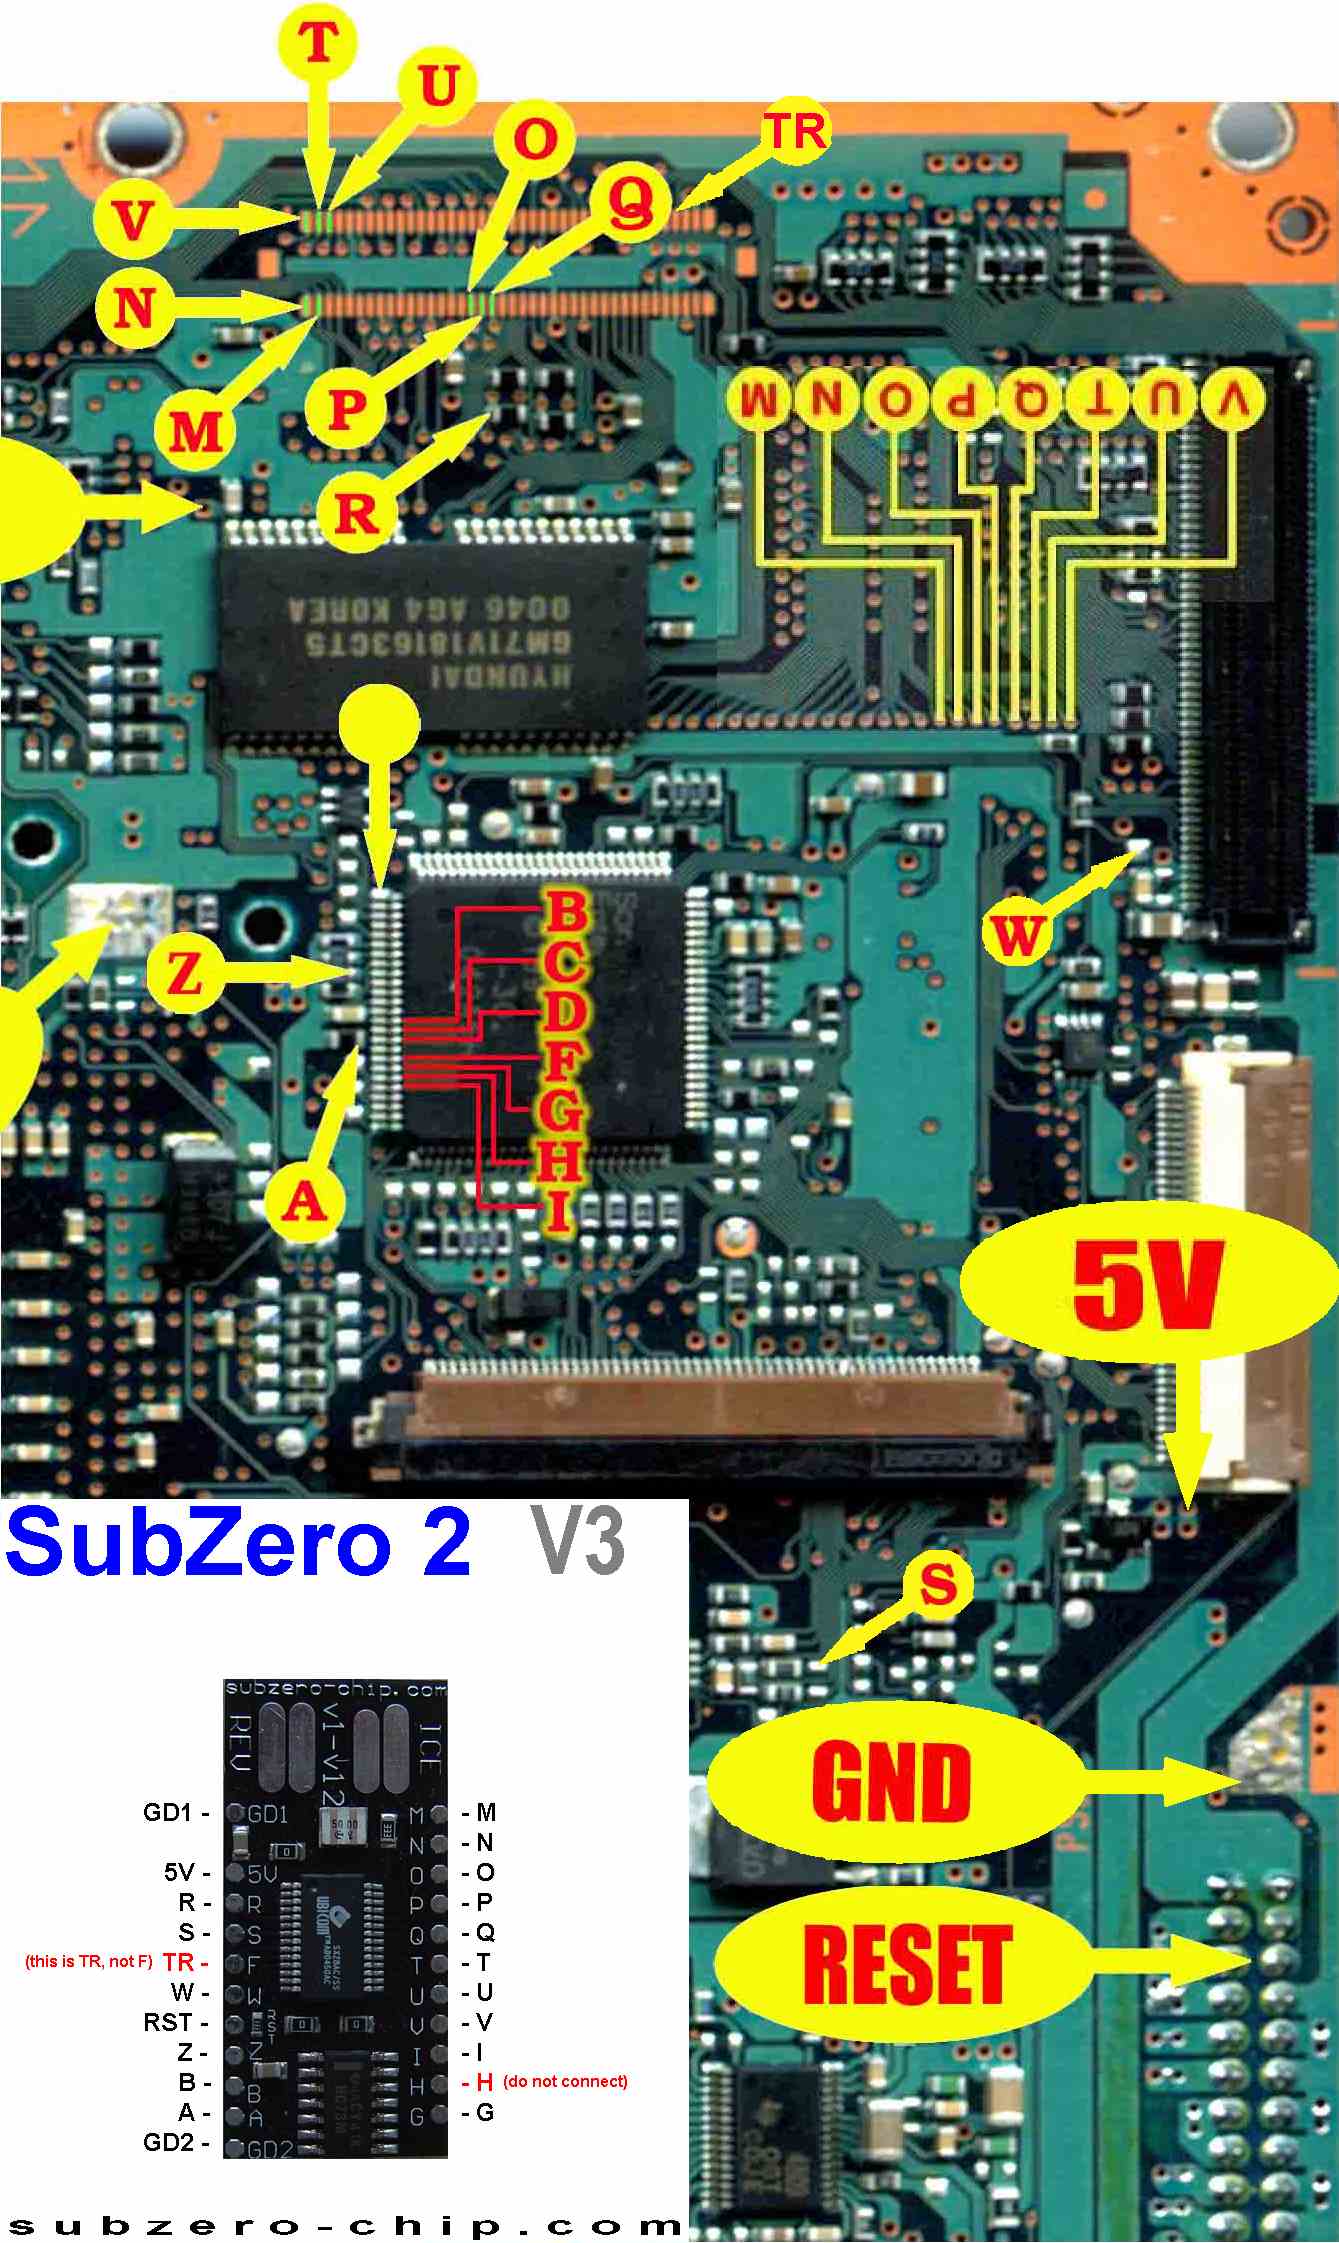 T
U
O
TR
Q
V
N
P
M
R
M N O P Q T U V
0046 AG4 KOREA
GM71V18163CT5
HYUNDAI
B
W
C
Z
D
F
G
H
A
I
5V
SubZero 2 V3
S
subzero-chip.com
REV v1-v12 ICE
GND
GD1 - GD1 M - M
N - N
5V - 5V O - O
R - R P - P
S - S Q - Q
(this is TR, not F) TR - F T - T
RESET
W - W U - U
RST - RST V - V
Z - Z I - I
B - B H - H (do not connect)
A - A G - G
GD2 - GD2
subzero-chip.com